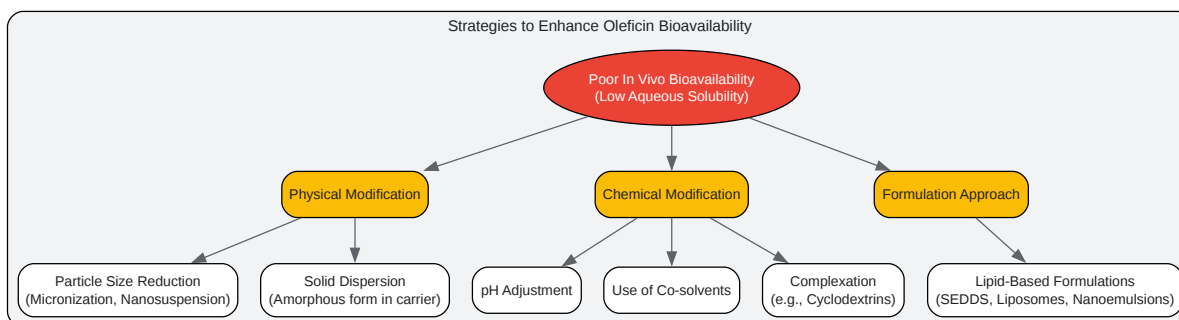 Strategies to Enhance Oleficin Bioavailability
Poor In Vivo Bioavailability
(Low Aqueous Solubility)
Physical Modification
Chemical Modification
Formulation Approach
Particle Size Reduction
(Micronization, Nanosuspension)
Solid Dispersion
(Amorphous form in carrier)
pH Adjustment
Use of Co-solvents
Complexation
(e.g., Cyclodextrins)
Lipid-Based Formulations
(SEDDS, Liposomes, Nanoemulsions)